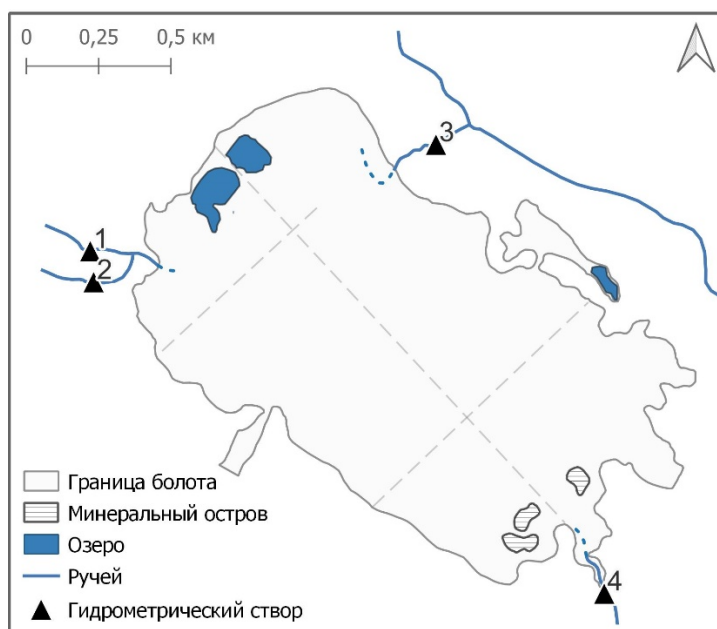 0 0,25 0,5 км
3
1
2
4
Граница болота
Минеральный остров
Озеро
Ручей
Гидрометрический створ